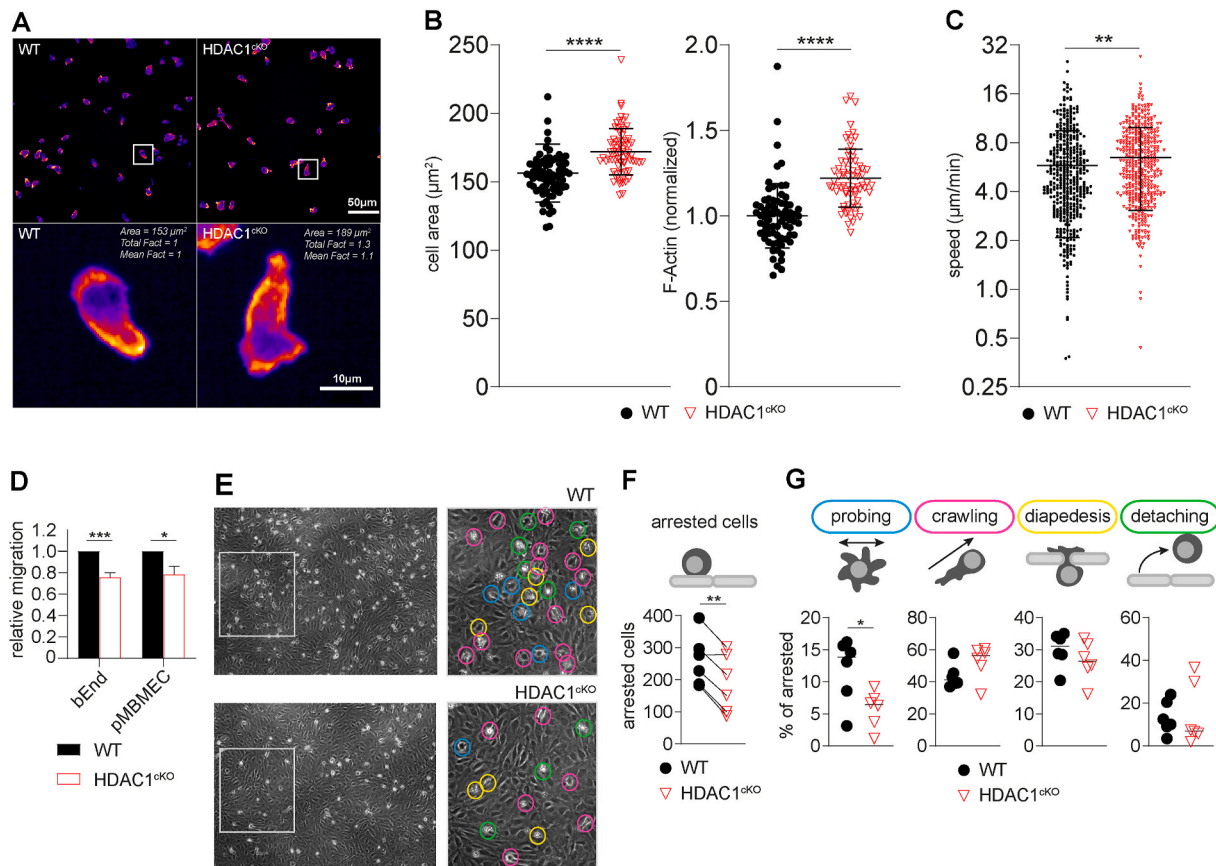 A
WT
HDAC1cKO
50µm
WT
Area = 153 µm2
Total Fact = 1
Mean Fact = 1
HDAC1cKO
Area = 189 µm2
Total Fact = 1.3
Mean Fact = 1.1
10µm
B
cell area (µm2)
250
200
150
100
50
0
****
F-Actin (normalized)
2.0
1.5
1.0
0.5
0
****
WT HDAC1cKO
C
speed (µm/min)
32
16
8.0
4.0
2.0
1.0
0.5
0.25
**
WT HDAC1cKO
D
relative migration
1.2
1.0
0.8
0.6
0.4
0.2
0
***
*
bEnd
pMBMEC
WT
HDAC1cKO
E
WT
HDAC1cKO
F
arrested cells
arrested cells
400
300
200
100
0
**
WT
HDAC1cKO
G
probing
crawling
diapedesis
detaching
% of arrested
20
15
10
5
0
*
80
60
40
20
0
40
30
20
10
0
60
40
20
0
WT
HDAC1cKO